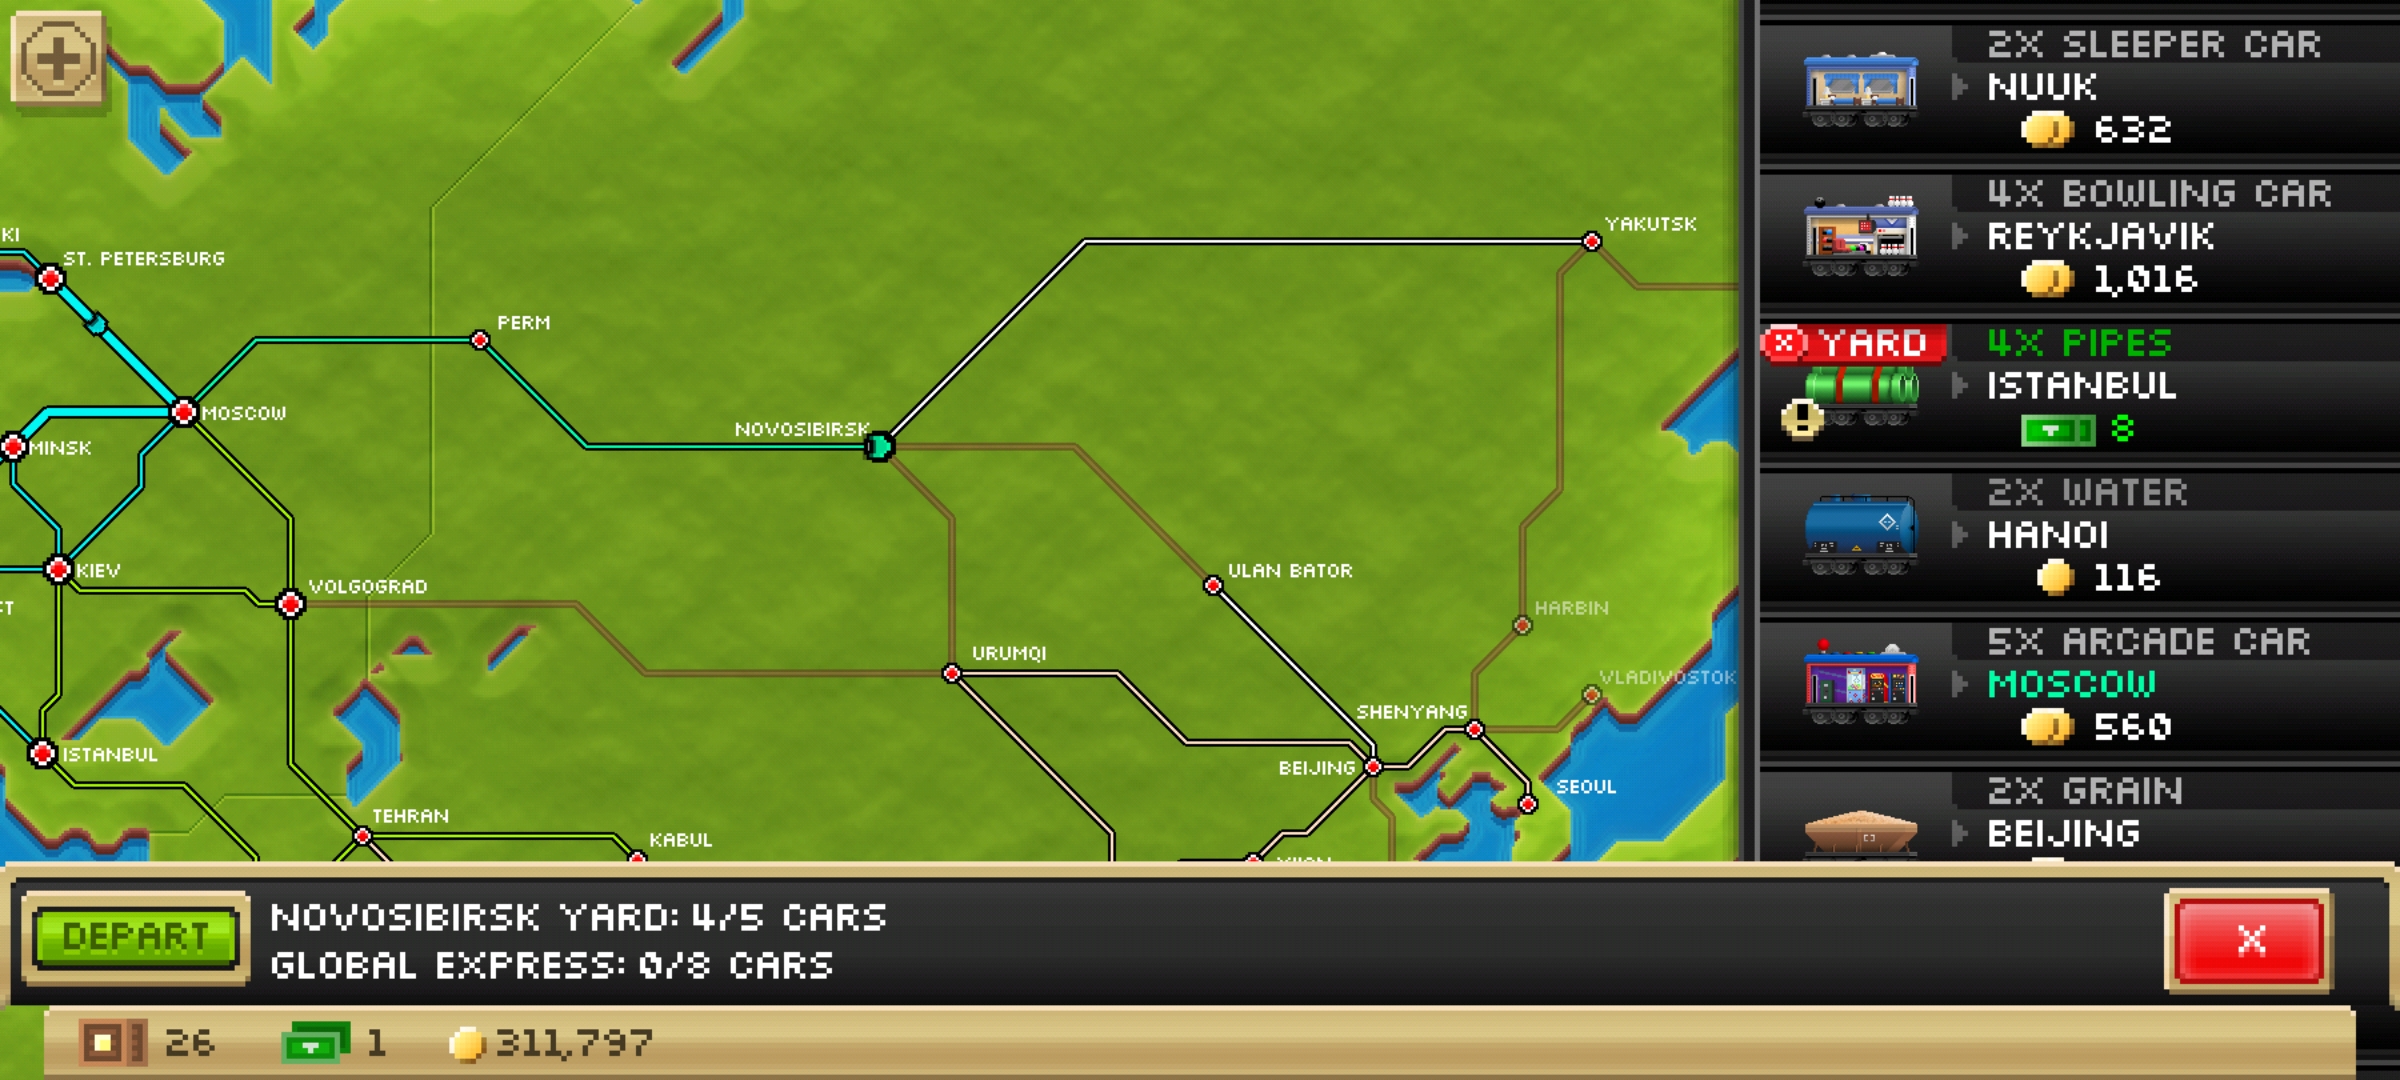 KI
ST. PETERSBURG
YAKUTSK
PERM
MOSCOW
NOVOSIBIRSK
MINSK
KIEV
VOLGOGRAD
ULAN BATOR
HARBIN
URUMQI
VLADIVOSTOK
SHENYANG
ISTANBUL
BEIJING
SEOUL
TEHRAN
KABUL
2X SLEEPER CAR
NUUK
632
4X BOWLING CAR
REYKJAVIK
1,016
YARD
4X PIPES
ISTANBUL
8
2X WATER
HANOI
116
5X ARCADE CAR
MOSCOW
560
2X GRAIN
BEIJING
DEPART
NOVOSIBIRSK YARD: 4/5 CARS
GLOBAL EXPRESS: 0/8 CARS
X
26
1
311,797